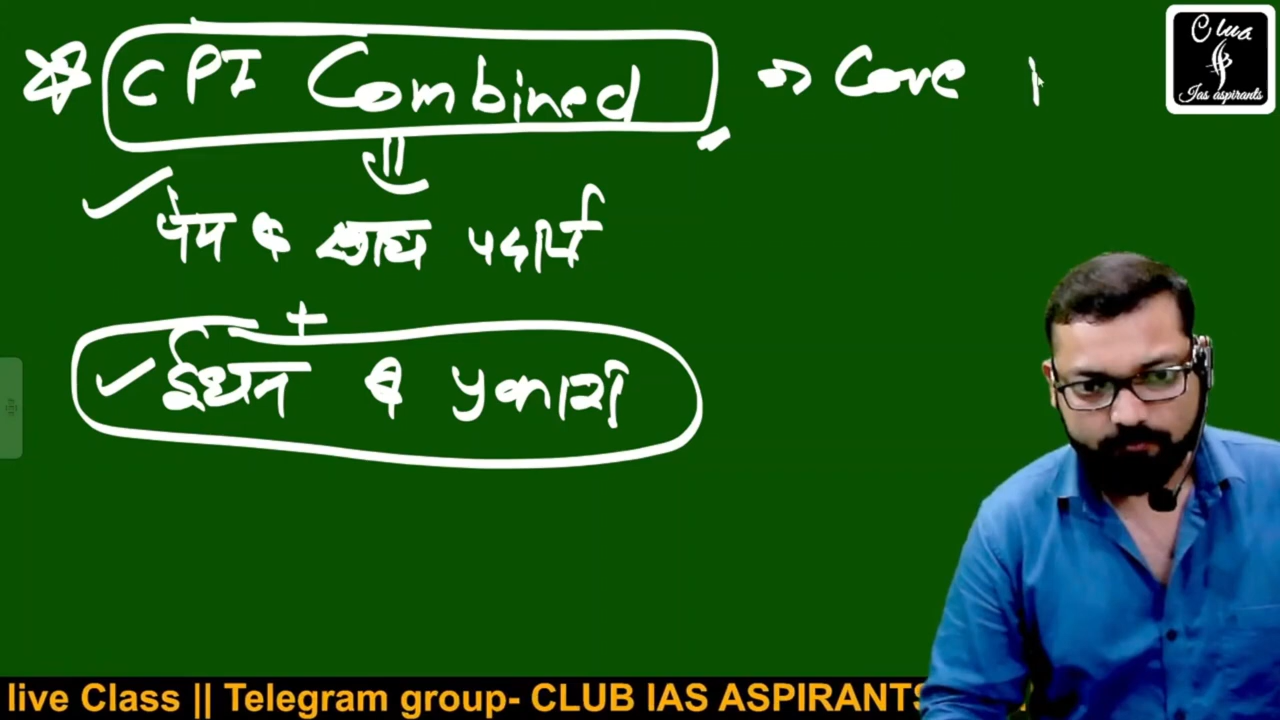 CPI Combined => Core
पेय व खाद्य पदार्थ
+
ईंधन व प्रकाश
Club
Ias aspirants
live Class || Telegram group- CLUB IAS ASPIRANTS